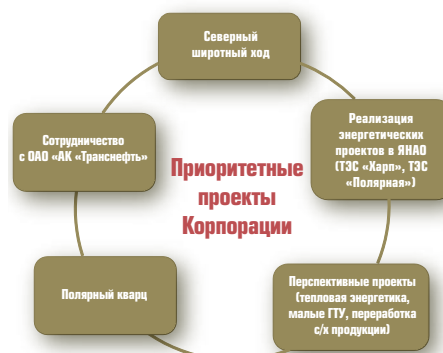 Северный
широтный ход
Реализация
энергетических
проектов в ЯНАО
(ТЭС «Харп», ТЭС
«Полярная»)
Сотрудничество
с ОАО «АК «Транснефть»
Приоритетные
проекты
Корпорации
Полярный кварц
Перспективные проекты
(тепловая энергетика,
малые ГТУ, переработка
с/х продукции)